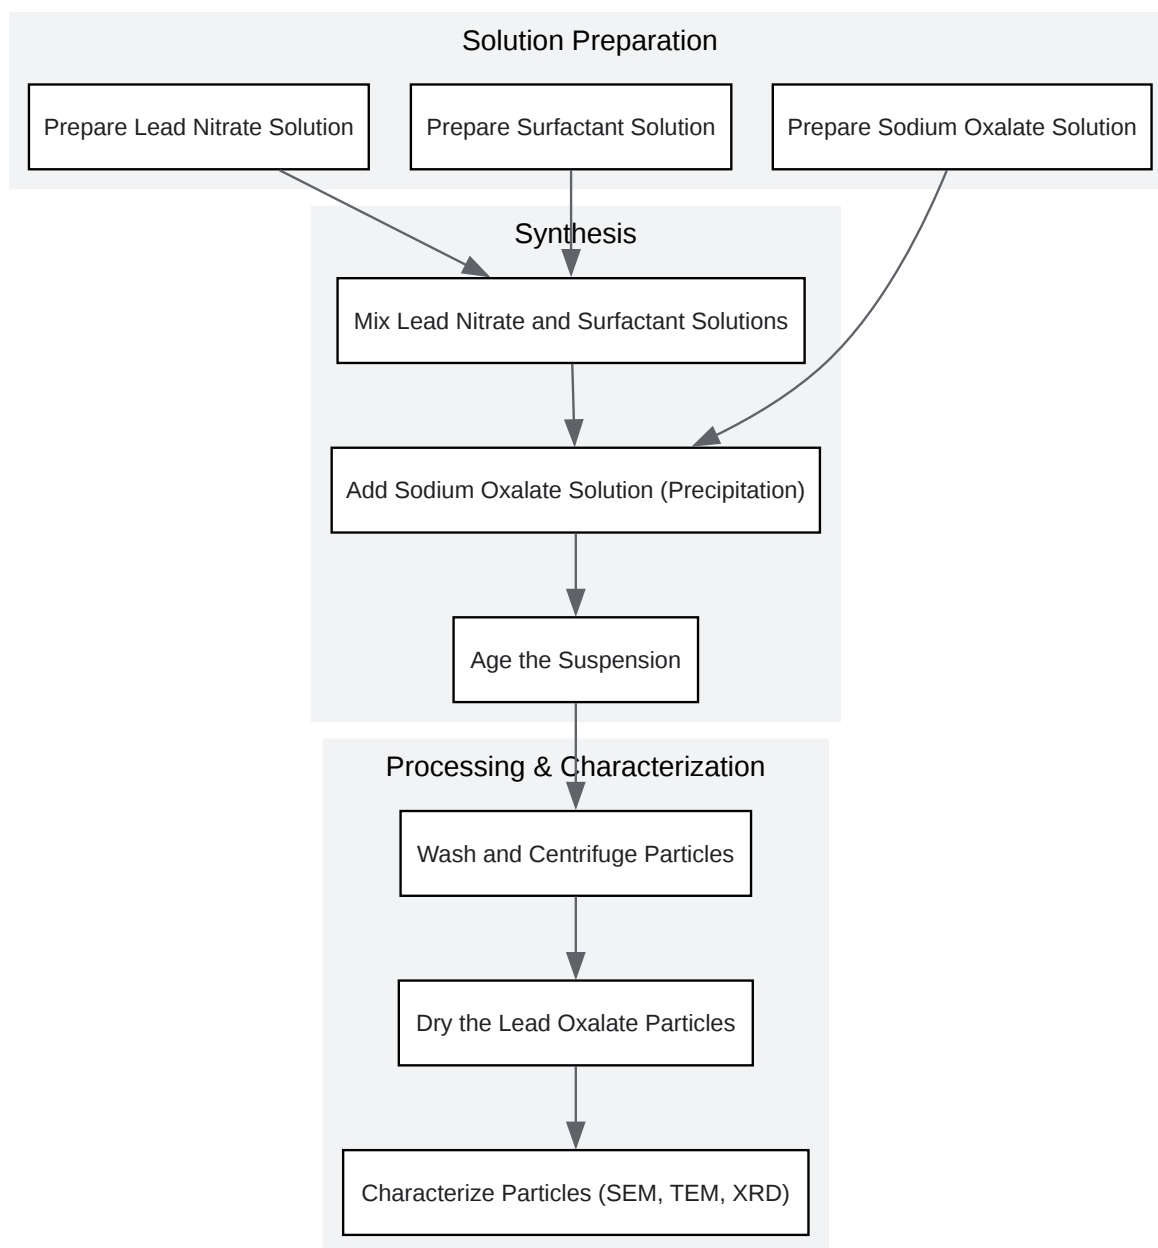 Solution Preparation
Prepare Lead Nitrate Solution
Prepare Surfactant Solution
Prepare Sodium Oxalate Solution
Synthesis
Mix Lead Nitrate and Surfactant Solutions
Add Sodium Oxalate Solution (Precipitation)
Age the Suspension
Processing & Characterization
Wash and Centrifuge Particles
Dry the Lead Oxalate Particles
Characterize Particles (SEM, TEM, XRD)